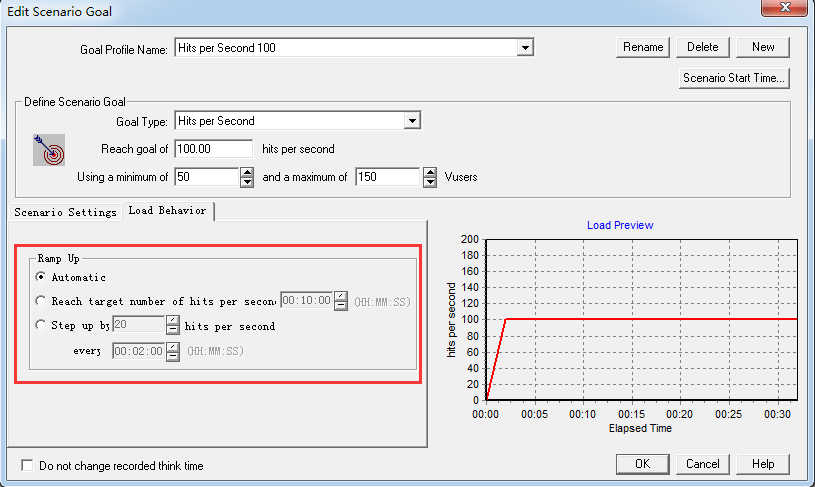 Edit Scenario Goal
Goal Profile Name: Hits per Second 100 Rename Delete New
Scenario Start Time...
Define Scenario Goal
Goal Type: Hits per Second
Reach goal of 100.00 hits per second
Using a minimum of 50 and a maximum of 150 Vusers
Scenario Settings Load Behavior
Ramp Up
Automatic
Reach target number of hits per secon 00:10:00 (HH:MM:SS)
Step up by 20 hits per second
every 00:02:00 (HH:MM:SS)
Load Preview
hits per second
200
180
160
140
120
100
80
60
40
20
0
00:00 00:05 00:10 00:15 00:20 00:25 00:30
Elapsed Time
Do not change recorded think time
OK Cancel Help